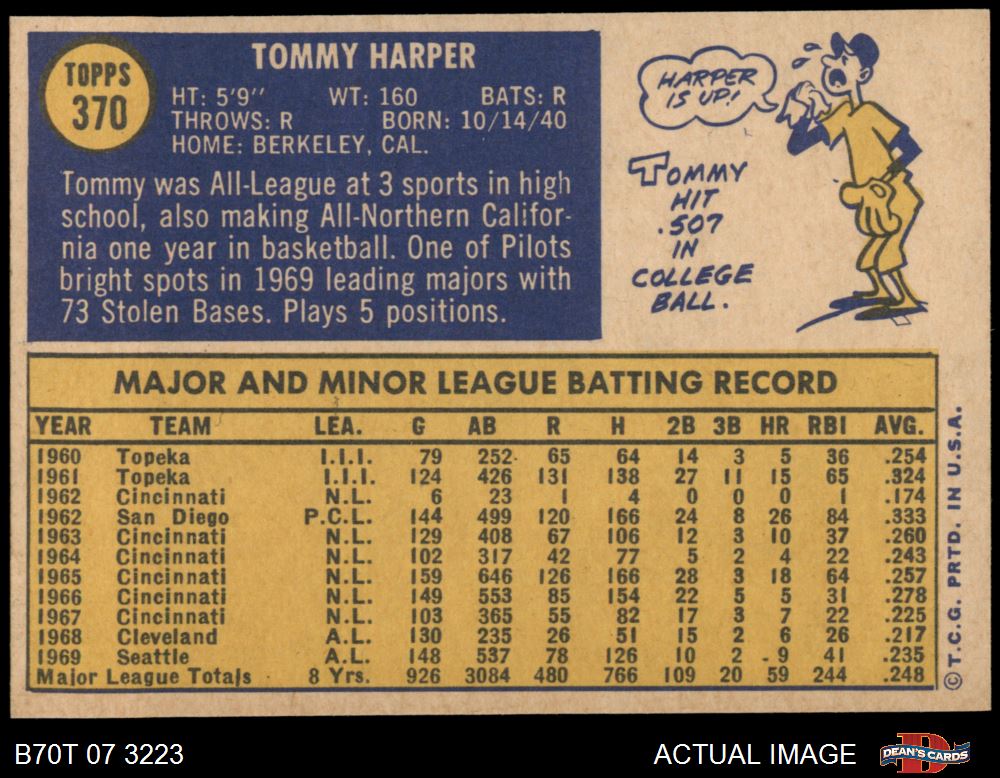 TOPPS
370
TOMMY HARPER
HT: 5'9" WT: 160 BATS: R
THROWS: R BORN: 10/14/40
HOME: BERKELEY, CAL.
Tommy was All-League at 3 sports in high
school, also making All-Northern Califor-
nia one year in basketball. One of Pilots
bright spots in 1969 leading majors with
73 Stolen Bases. Plays 5 positions.
HARPER
IS UP!
TOMMY
HIT
.507
IN
COLLEGE
BALL.
MAJOR AND MINOR LEAGUE BATTING RECORD
YEAR TEAM LEA. G AB R H 2B 3B HR RBI AVG.
1960 Topeka I.I.I. 79 252 65 64 14 3 5 36 .254
1961 Topeka I.I.I. 124 426 131 138 27 11 15 65 .324
1962 Cincinnati N.L. 6 23 1 4 0 0 0 1 .174
1962 San Diego P.C.L. 144 499 120 166 24 8 26 84 .333
1963 Cincinnati N.L. 129 408 67 106 12 3 10 37 .260
1964 Cincinnati N.L. 102 317 42 77 5 2 4 22 .243
1965 Cincinnati N.L. 159 646 126 166 28 3 18 64 .257
1966 Cincinnati N.L. 149 553 85 154 22 5 5 31 .278
1967 Cincinnati N.L. 103 365 55 82 17 3 7 22 .225
1968 Cleveland A.L. 130 235 26 51 15 2 6 26 .217
1969 Seattle A.L. 148 537 78 126 10 2 9 41 .235
Major League Totals 8 Yrs. 926 3084 480 766 109 20 59 244 .248
© T.C.G. PRTD. IN U.S.A.
B70T 07 3223
ACTUAL IMAGE
DEAN'S CARDS